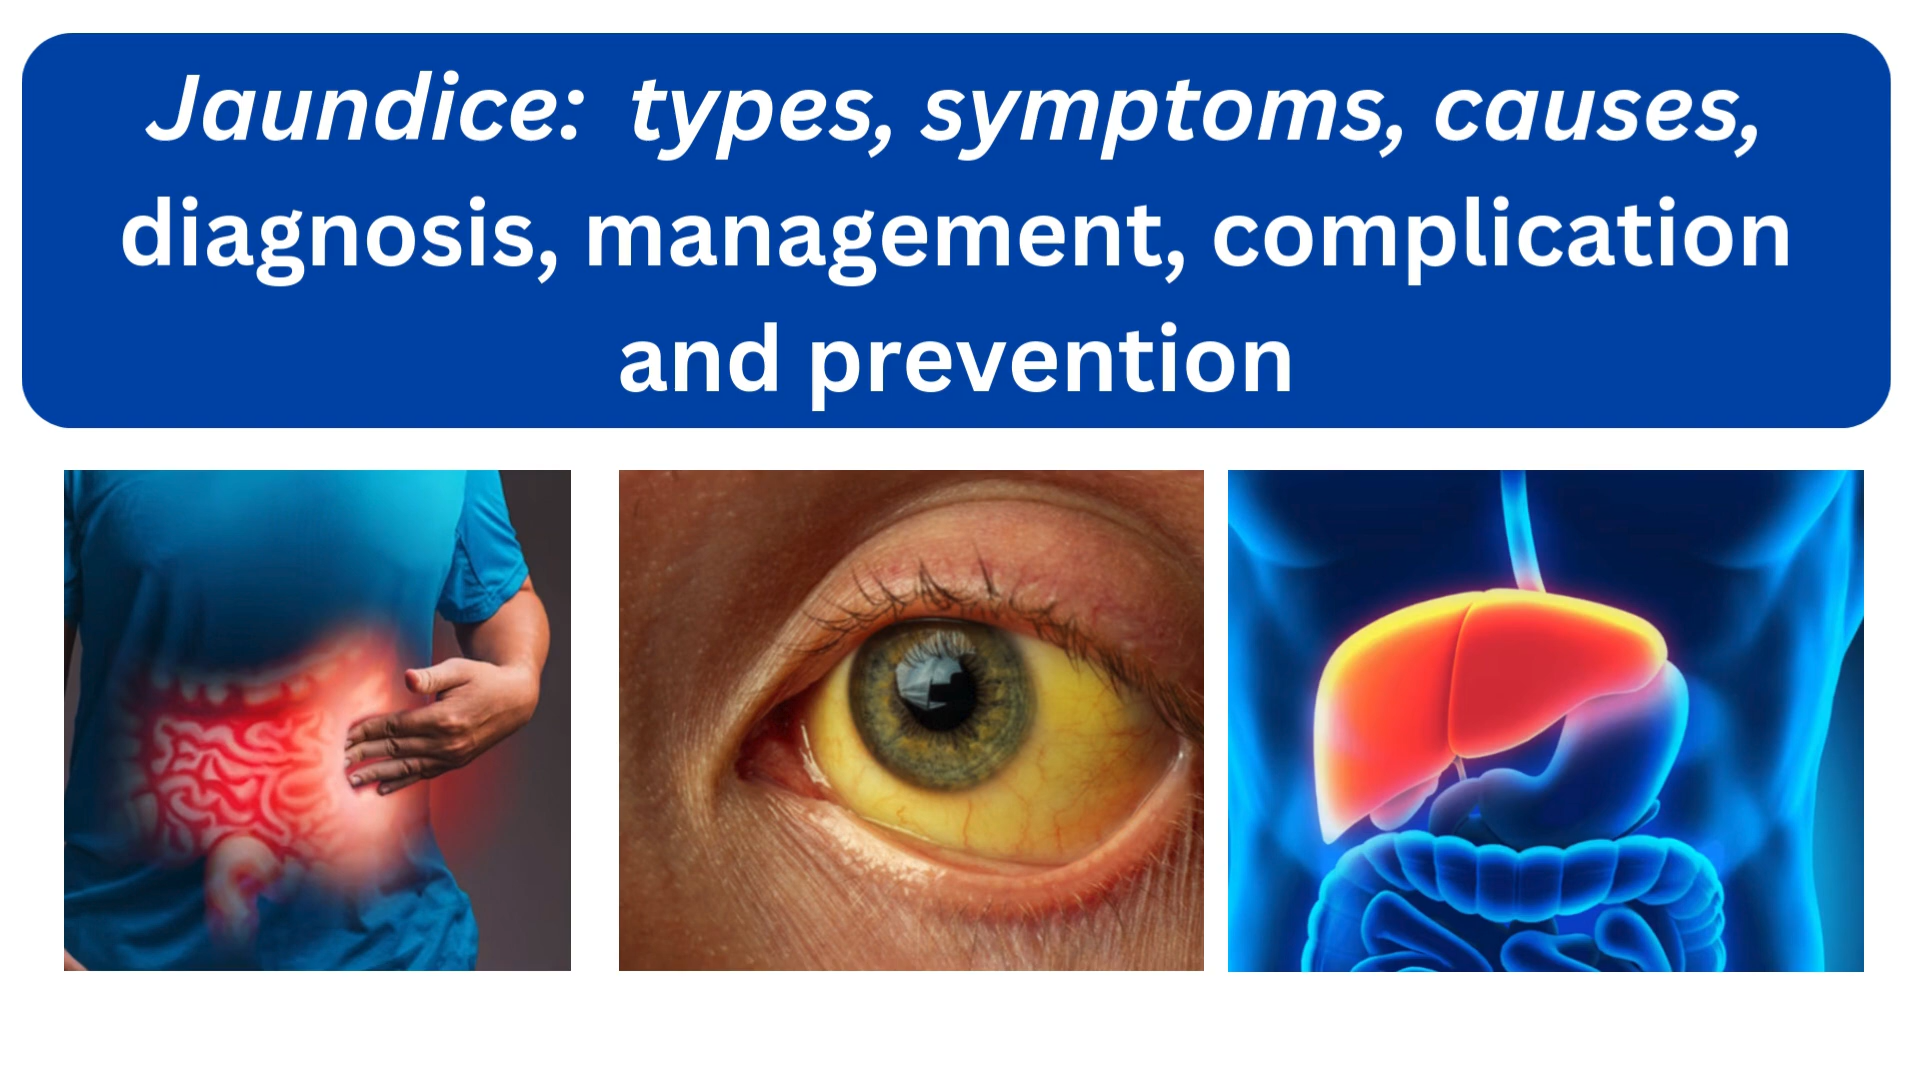 Jaundice: types, symptoms, causes,
diagnosis, management, complication
and prevention